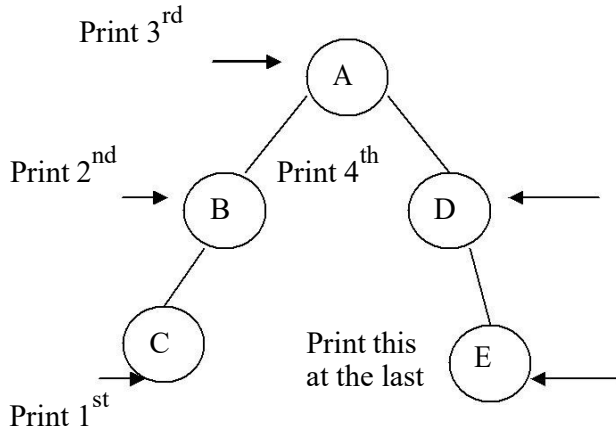 Print 3rd
A
Print 2nd
B
Print 4th
D
C
Print this
at the last
E
Print 1st